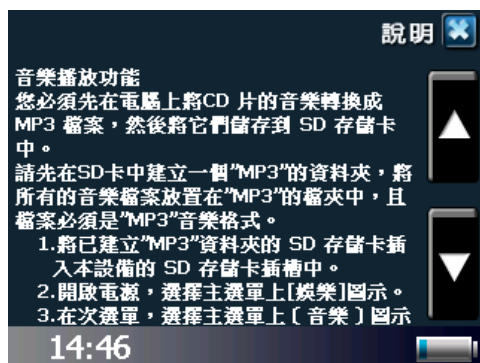 說明
音樂播放功能
您必須先在電腦上將CD 片的音樂轉換成
MP3 檔案，然後將它們儲存到 SD 存儲卡
中。
請先在SD卡中建立一個"MP3"的資料夾，將
所有的音樂檔案放置在"MP3"的檔夾中，且
檔案必須是"MP3"音樂格式。
1.將已建立"MP3"資料夾的 SD 存儲卡插
入本設備的 SD 存儲卡插槽中。
2.開啟電源，選擇主選單上[娛樂]圖示。
3.在次選單，選擇主選單上〔音樂〕圖示
14:46